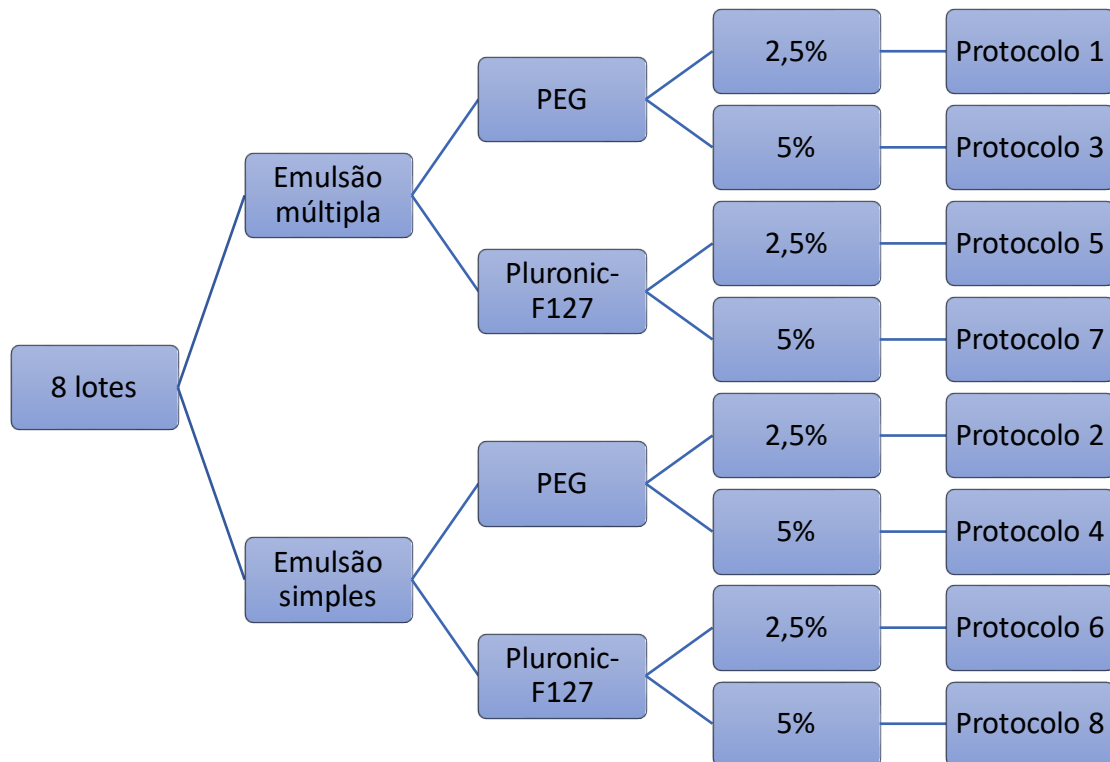 8 lotes
Emulsão
múltipla
PEG
2,5%
Protocolo 1
5%
Protocolo 3
Pluronic-
F127
2,5%
Protocolo 5
5%
Protocolo 7
Emulsão
simples
PEG
2,5%
Protocolo 2
5%
Protocolo 4
Pluronic-
F127
2,5%
Protocolo 6
5%
Protocolo 8